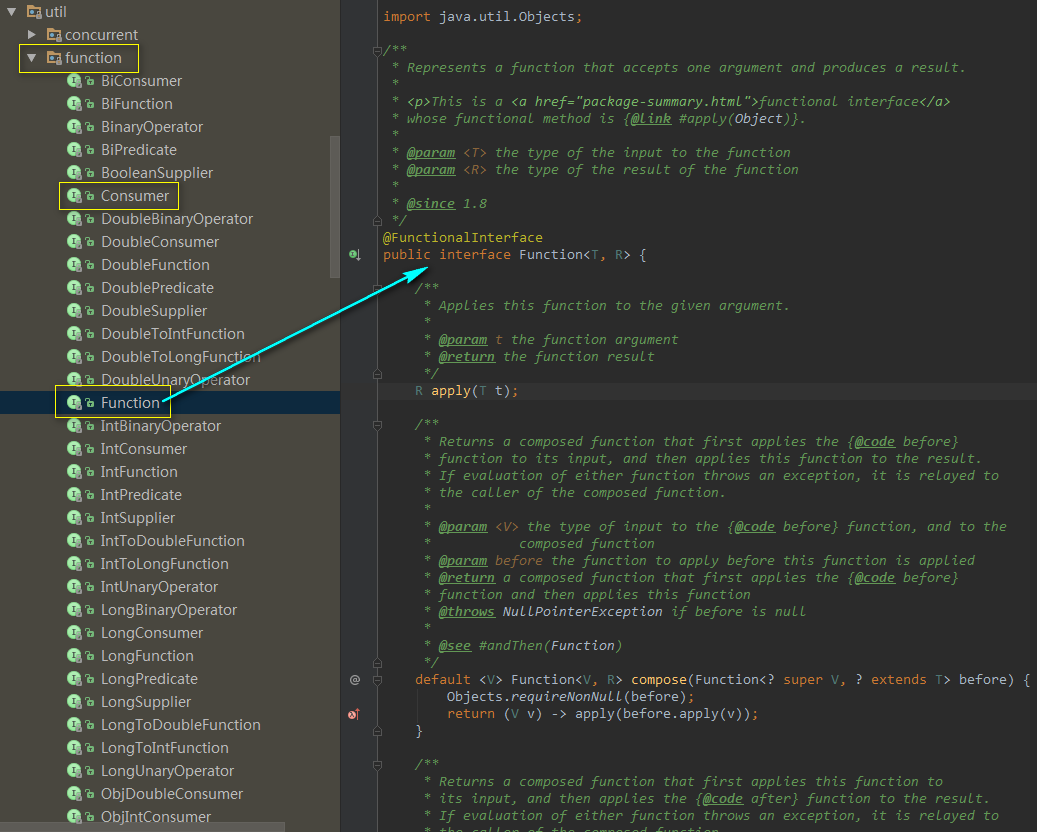 util
concurrent
function
BiConsumer
BiFunction
BinaryOperator
BiPredicate
BooleanSupplier
Consumer
DoubleBinaryOperator
DoubleConsumer
DoubleFunction
DoublePredicate
DoubleSupplier
DoubleToIntFunction
DoubleToLongFunction
DoubleUnaryOperator
Function
IntBinaryOperator
IntConsumer
IntFunction
IntPredicate
IntSupplier
IntToDoubleFunction
IntToLongFunction
IntUnaryOperator
LongBinaryOperator
LongConsumer
LongFunction
LongPredicate
LongSupplier
LongToDoubleFunction
LongToIntFunction
LongUnaryOperator
ObjDoubleConsumer
ObjIntConsumer
import java.util.Objects;
/**
* Represents a function that accepts one argument and produces a result.
*
* <p>This is a <a href="package-summary.html">functional interface</a>
* whose functional method is {@link #apply(Object)}.
*
* @param <T> the type of the input to the function
* @param <R> the type of the result of the function
*
* @since 1.8
*/
@FunctionalInterface
public interface Function<T, R> {
/**
* Applies this function to the given argument.
*
* @param t the function argument
* @return the function result
*/
R apply(T t);
/**
* Returns a composed function that first applies the {@code before}
* function to its input, and then applies this function to the result.
* If evaluation of either function throws an exception, it is relayed to
* the caller of the composed function.
*
* @param <V> the type of input to the {@code before} function, and to the
* composed function
* @param before the function to apply before this function is applied
* @return a composed function that first applies the {@code before}
* function and then applies this function
* @throws NullPointerException if before is null
*
* @see #andThen(Function)
*/
default <V> Function<V, R> compose(Function<? super V, ? extends T> before) {
Objects.requireNonNull(before);
return (V v) -> apply(before.apply(v));
}
/**
* Returns a composed function that first applies this function to
* its input, and then applies the {@code after} function to the result.
* If evaluation of either function throws an exception, it is relayed to
* the caller of the composed function.